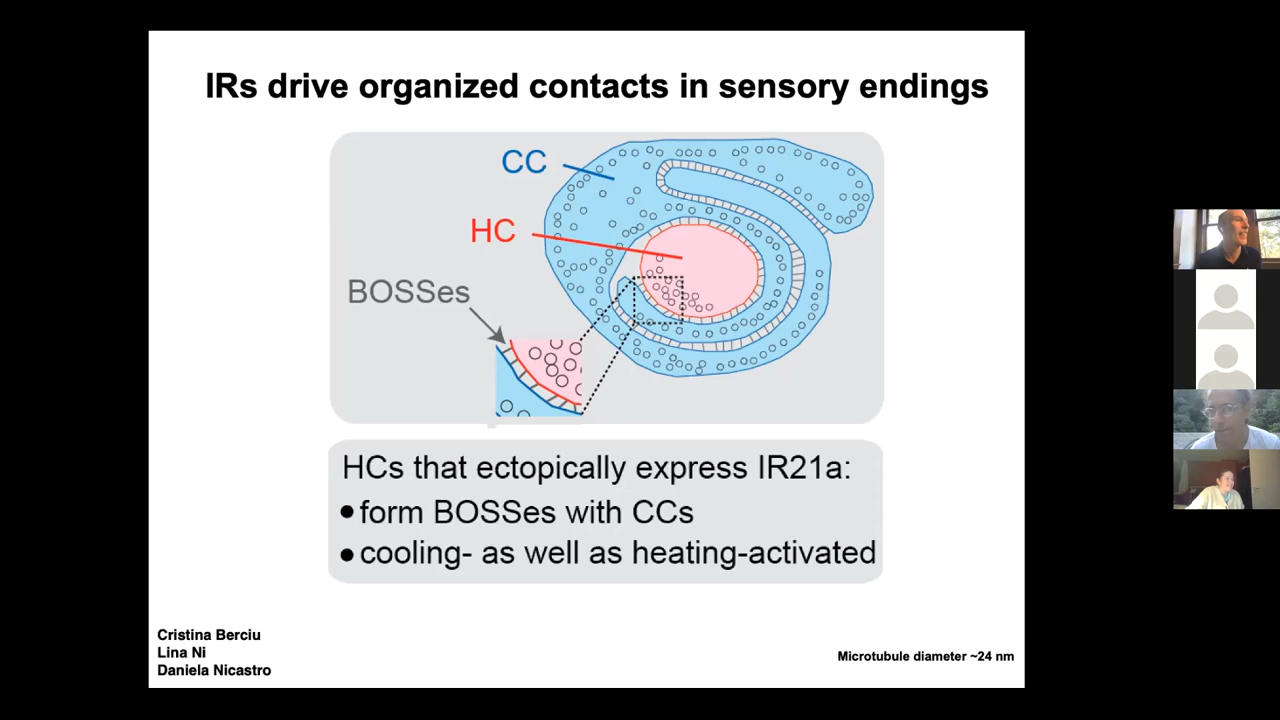 IRs drive organized contacts in sensory endings
CC
HC
BOSSes
HCs that ectopically express IR21a:
●form BOSSes with CCs
●cooling- as well as heating-activated
Cristina Berciu
Lina Ni
Daniela Nicastro
Microtubule diameter ~24 nm